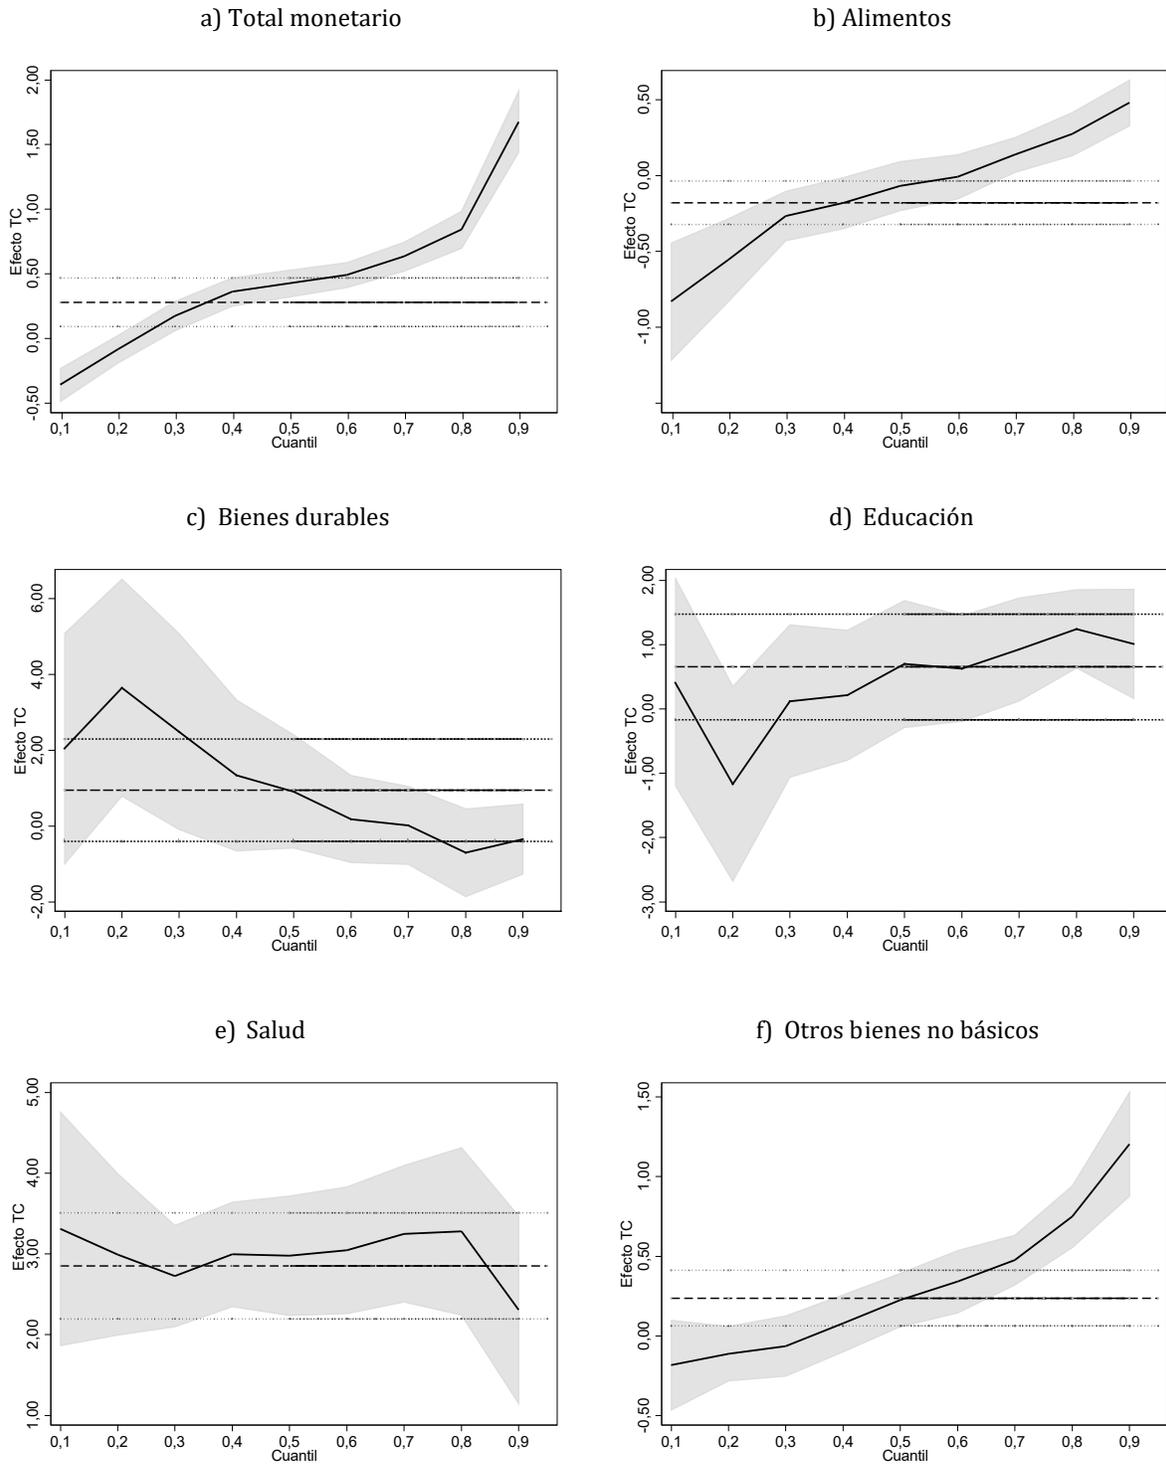 a) Total monetario
Efecto TC
2,00
1,50
1,00
0,50
0,00
-0,50
0,1 0,2 0,3 0,4 0,5 0,6 0,7 0,8 0,9
Cuantil
b) Alimentos
Efecto TC
0,50
0,00
-0,50
-1,00
0,1 0,2 0,3 0,4 0,5 0,6 0,7 0,8 0,9
Cuantil
c) Bienes durables
Efecto TC
6,00
4,00
2,00
0,00
-2,00
0,1 0,2 0,3 0,4 0,5 0,6 0,7 0,8 0,9
Cuantil
d) Educación
Efecto TC
2,00
1,00
0,00
-1,00
-2,00
-3,00
0,1 0,2 0,3 0,4 0,5 0,6 0,7 0,8 0,9
Cuantil
e) Salud
Efecto TC
5,00
4,00
3,00
2,00
1,00
0,1 0,2 0,3 0,4 0,5 0,6 0,7 0,8 0,9
Cuantil
f) Otros bienes no básicos
Efecto TC
1,50
1,00
0,50
0,00
-0,50
0,1 0,2 0,3 0,4 0,5 0,6 0,7 0,8 0,9
Cuantil